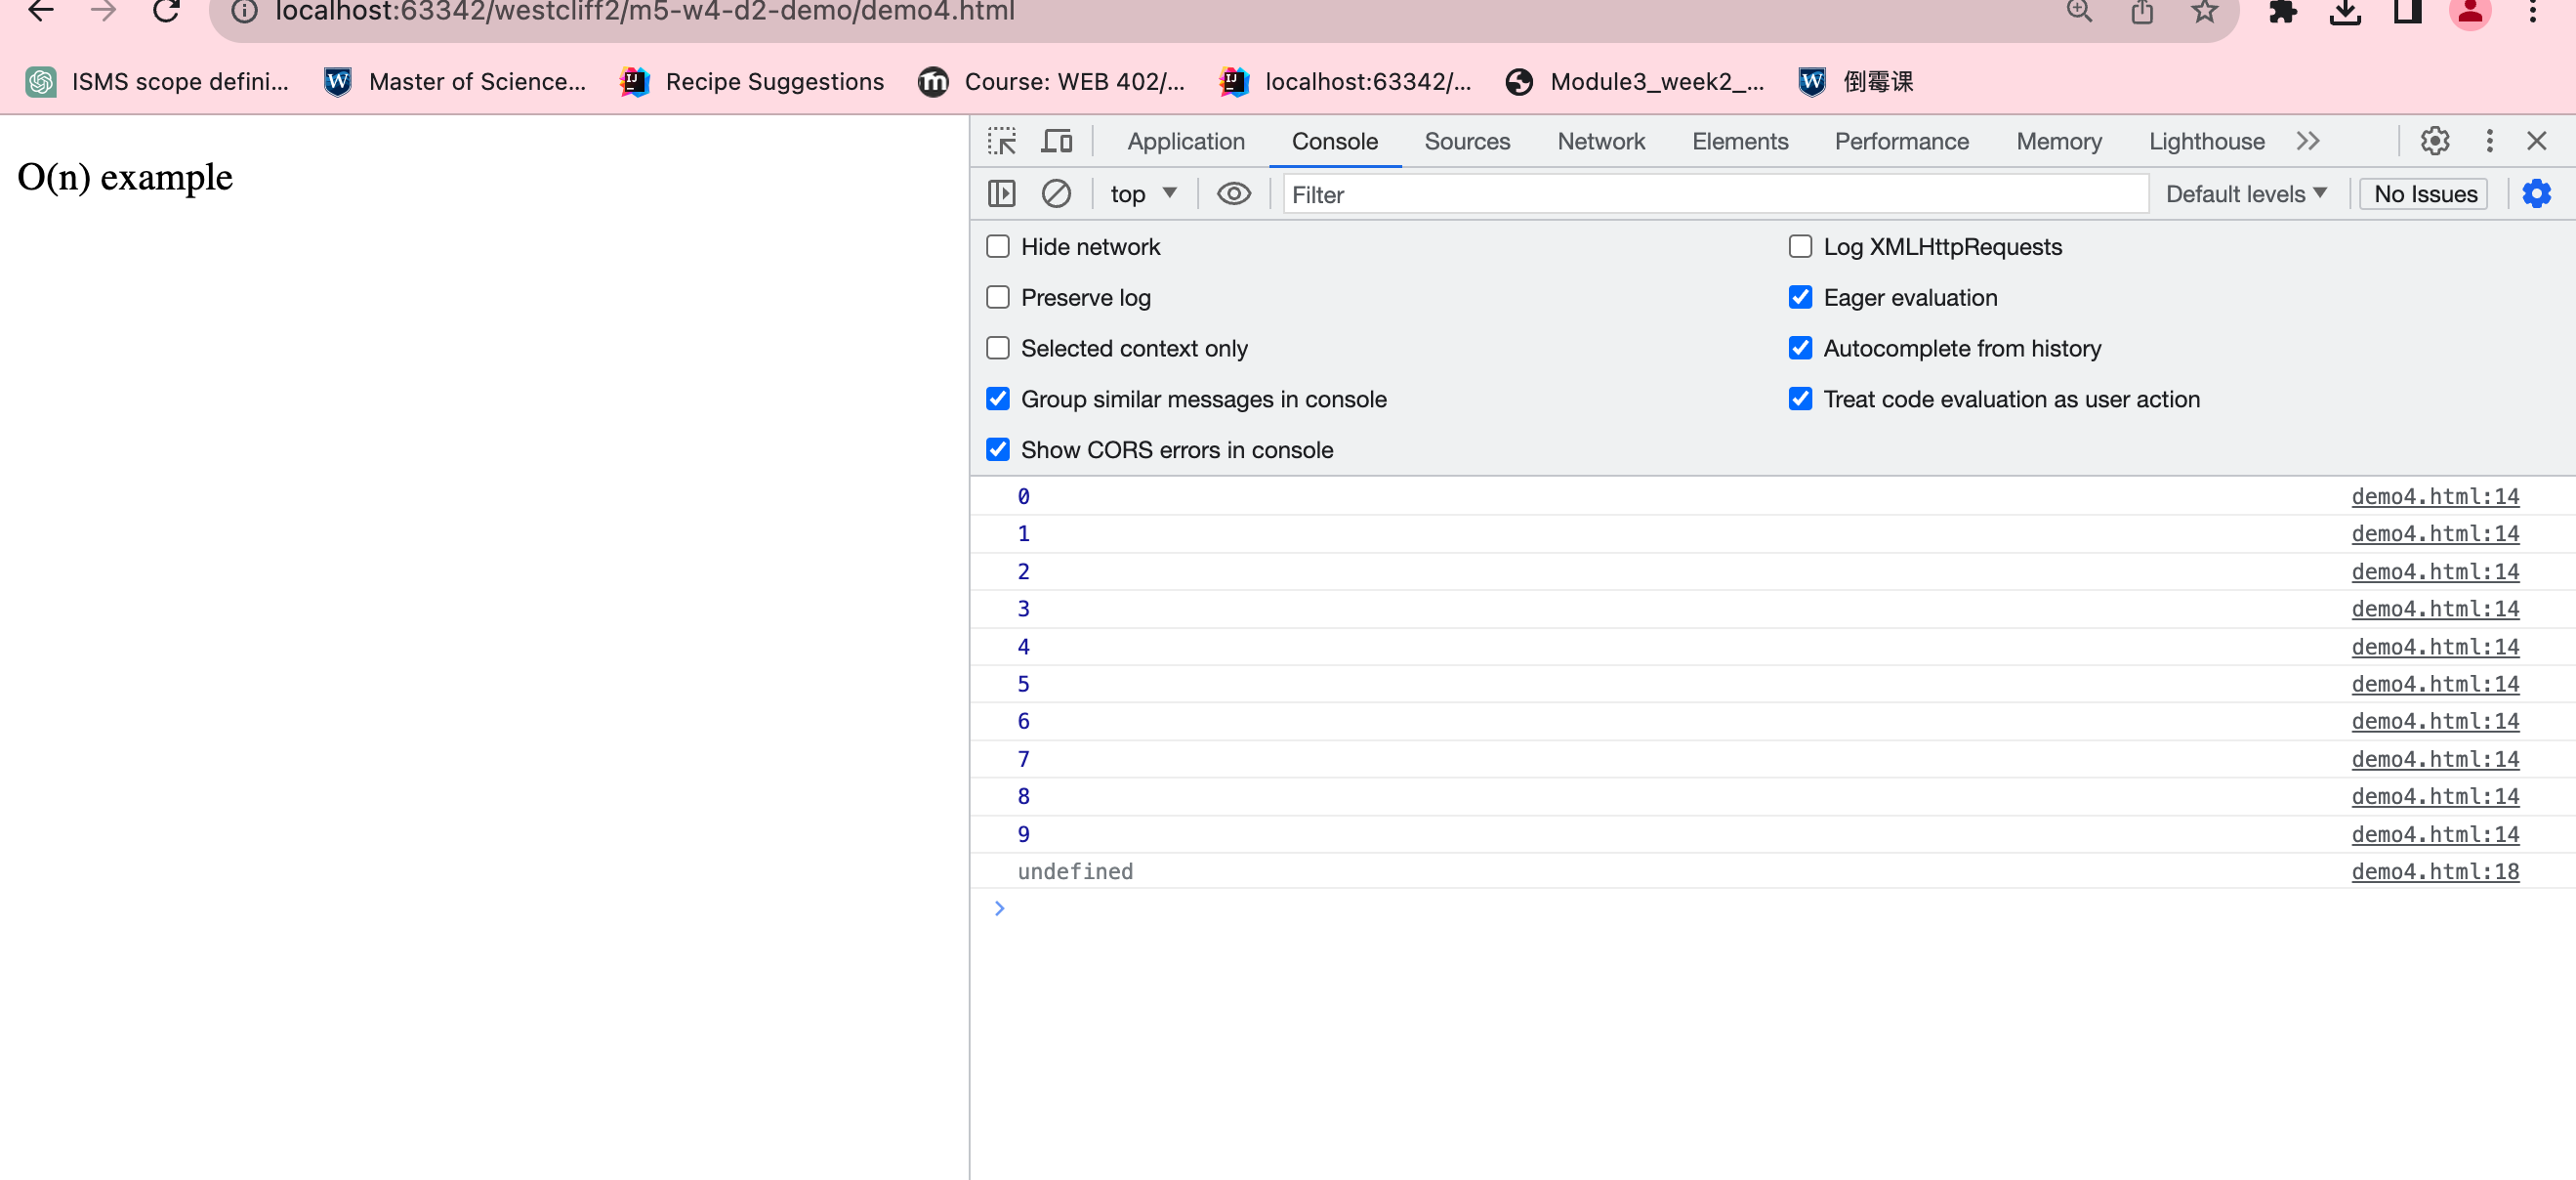 localhost:63342/westcliff2/m5-w4-d2-demo/demo4.html
ISMS scope defini... Master of Science... Recipe Suggestions Course: WEB 402/... localhost:63342/... Module3_week2_... 倒霉课
O(n) example
Application Console Sources Network Elements Performance Memory Lighthouse
top Filter Default levels No Issues
Hide network Log XMLHttpRequests
Preserve log Eager evaluation
Selected context only Autocomplete from history
Group similar messages in console Treat code evaluation as user action
Show CORS errors in console
0 demo4.html:14
1 demo4.html:14
2 demo4.html:14
3 demo4.html:14
4 demo4.html:14
5 demo4.html:14
6 demo4.html:14
7 demo4.html:14
8 demo4.html:14
9 demo4.html:14
undefined demo4.html:18